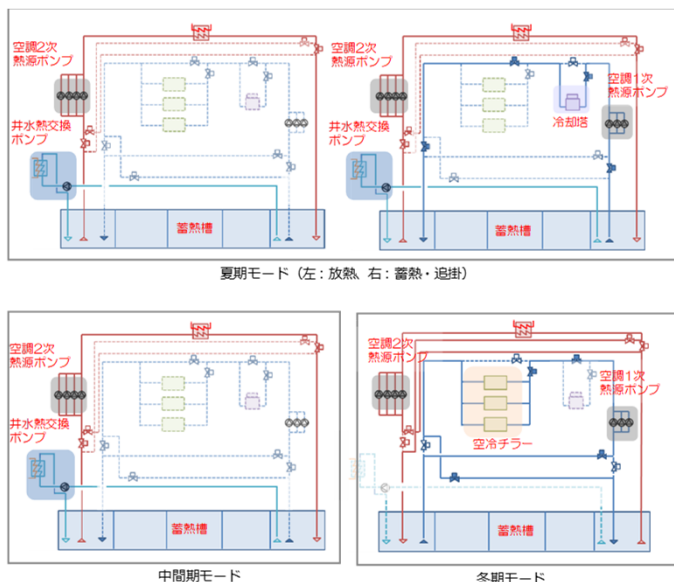 空調2次
熱源ポンプ
井水熱交換
ポンプ
蓄熱槽
空調2次
熱源ポンプ
空調1次
熱源ポンプ
冷却塔
井水熱交換
ポンプ
蓄熱槽
夏期モード（左：放熱、右：蓄熱・追掛）
空調2次
熱源ポンプ
井水熱交換
ポンプ
蓄熱槽
中間期モード
空調2次
熱源ポンプ
空調1次
熱源ポンプ
空冷チラー
蓄熱槽
冬期モード